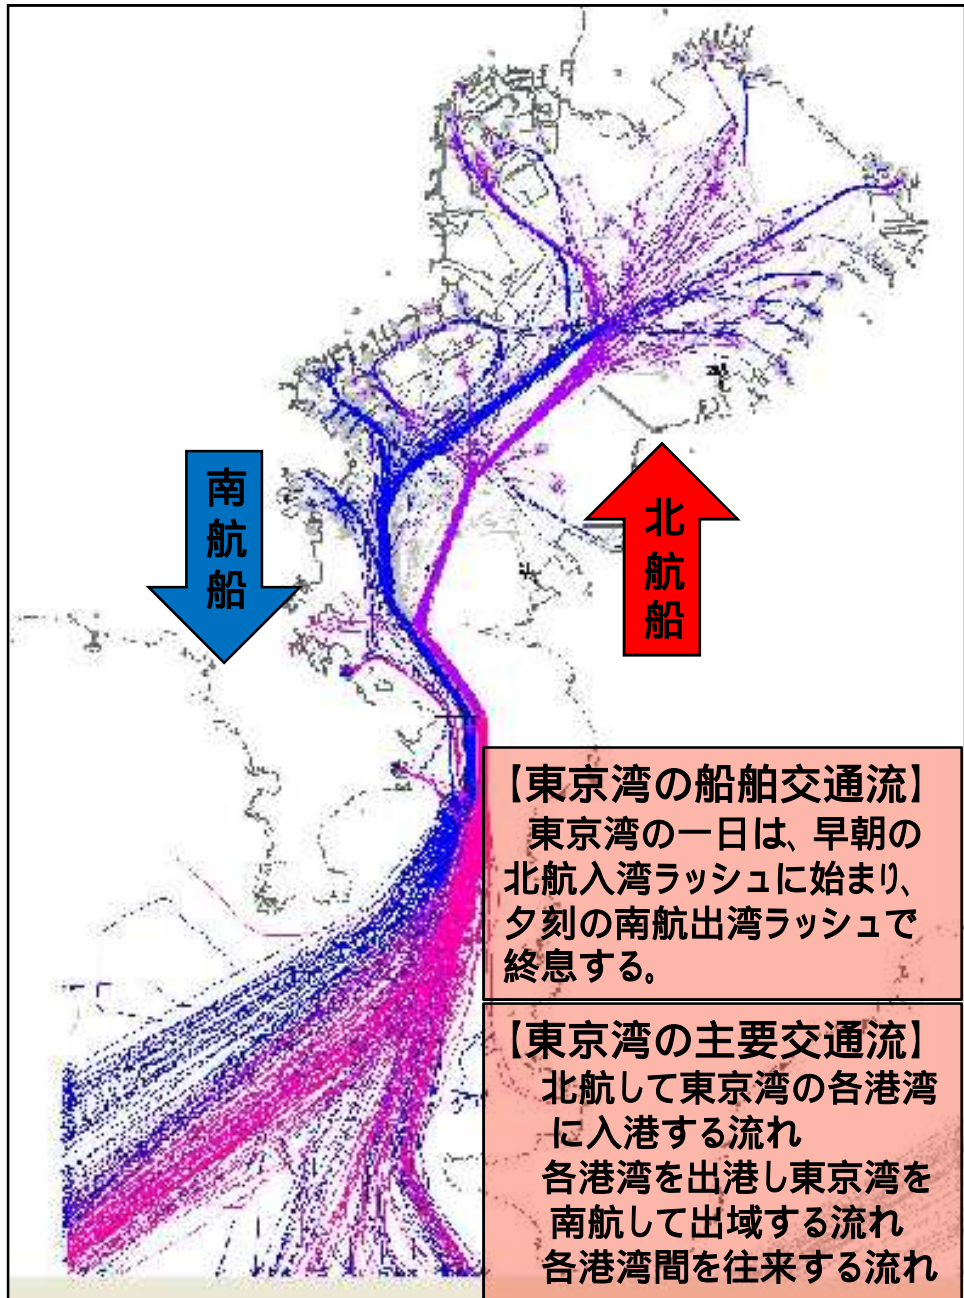 南航船
北航船
【東京湾の船舶交通流】
東京湾の一日は、早朝の
北航入湾ラッシュに始まり、
夕刻の南航出湾ラッシュで
終息する。
【東京湾の主要交通流】
北航して東京湾の各港湾
に入港する流れ
各港湾を出港し東京湾を
南航して出域する流れ
各港湾間を往来する流れ